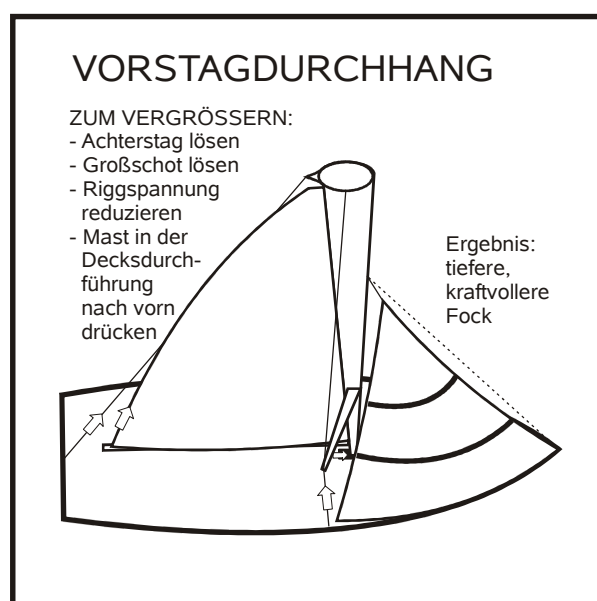 VORSTAGDURCHHANG
ZUM VERGRÖSSERN:
- Achterstag lösen
- Großschot lösen
- Riggspannung
reduzieren
- Mast in der
Decksdurch-
führung
nach vorn
drücken
Ergebnis:
tiefere,
kraftvollere
Fock